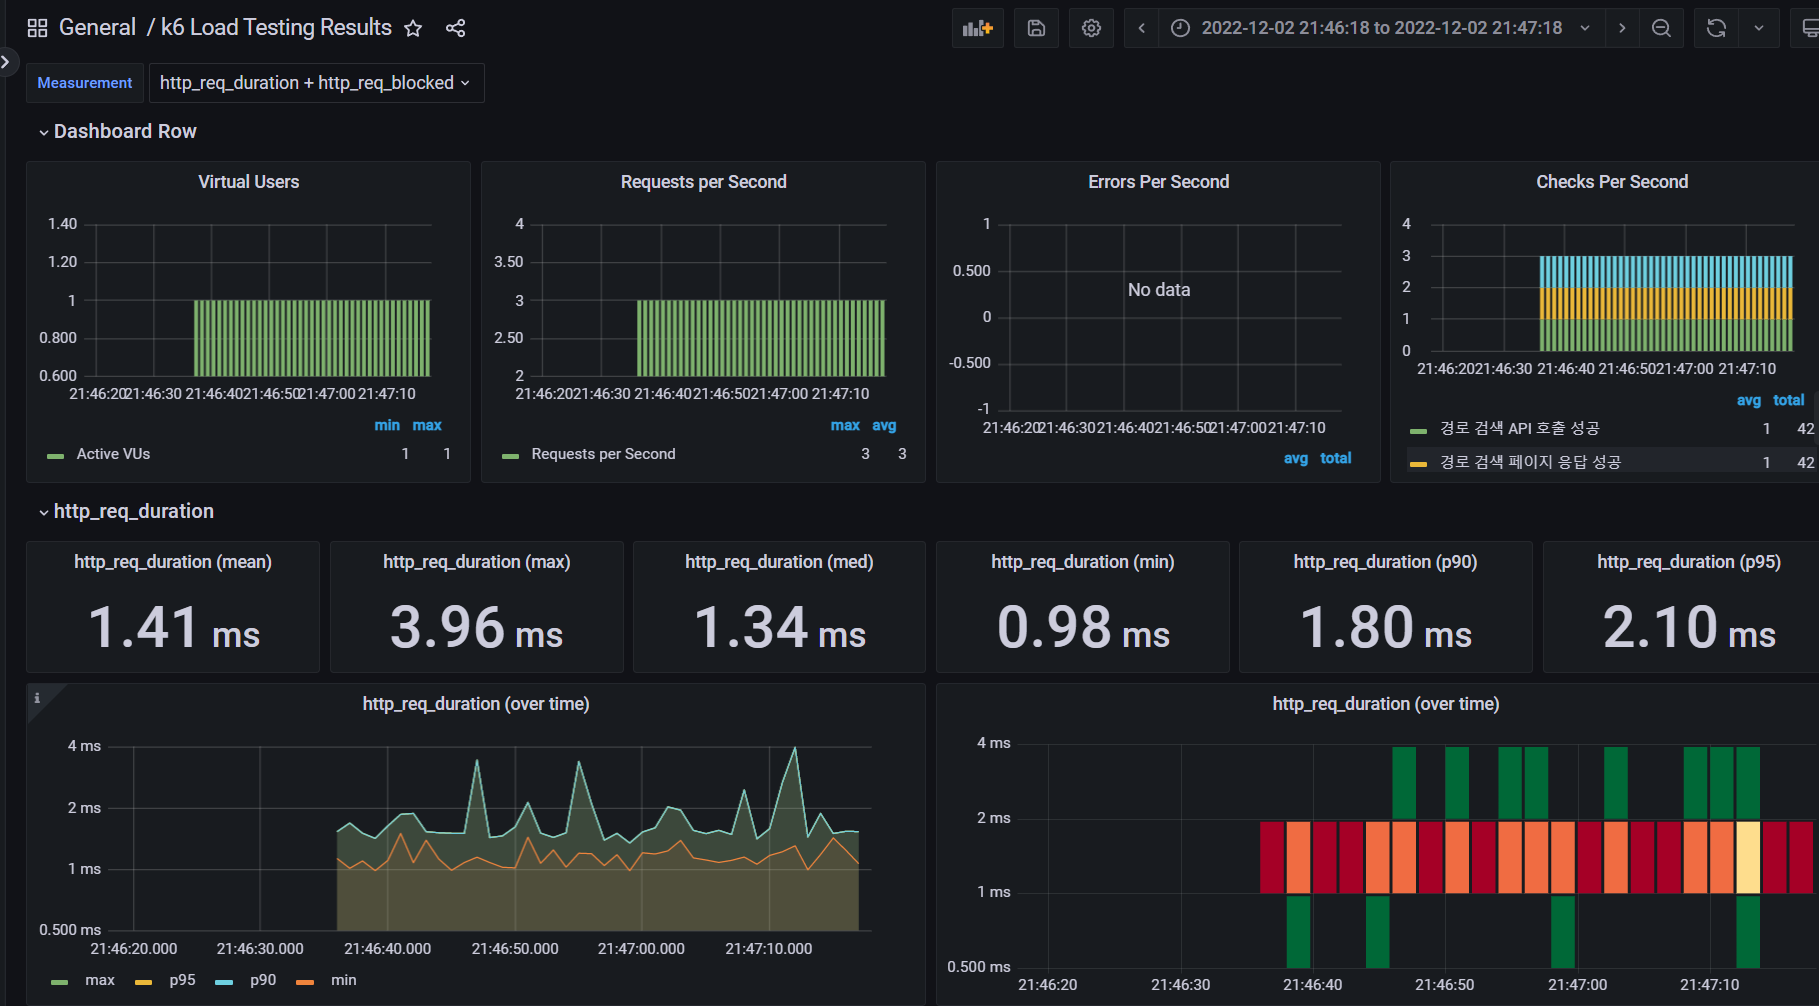 General / k6 Load Testing Results
2022-12-02 21:46:18 to 2022-12-02 21:47:18
Measurement
http_req_duration + http_req_blocked
Dashboard Row
Virtual Users
1.40
1.20
1
0.800
0.600
21:46:20 21:46:30 21:46:40 21:46:50 21:47:00 21:47:10
min max
Active VUs 1 1
Requests per Second
4
3.50
3
2.50
2
21:46:20 21:46:30 21:46:40 21:46:50 21:47:00 21:47:10
max avg
Requests per Second 3 3
Errors Per Second
1
0.500
0
-0.500
-1
No data
21:46:20 21:46:30 21:46:40 21:46:50 21:47:00 21:47:10
avg total
Checks Per Second
4
3
2
1
0
21:46:20 21:46:30 21:46:40 21:46:50 21:47:00 21:47:10
avg total
경로 검색 API 호출 성공 1 42
경로 검색 페이지 응답 성공 1 42
http_req_duration
http_req_duration (mean)
1.41 ms
http_req_duration (max)
3.96 ms
http_req_duration (med)
1.34 ms
http_req_duration (min)
0.98 ms
http_req_duration (p90)
1.80 ms
http_req_duration (p95)
2.10 ms
http_req_duration (over time)
4 ms
2 ms
1 ms
0.500 ms
21:46:20.000 21:46:30.000 21:46:40.000 21:46:50.000 21:47:00.000 21:47:10.000
max p95 p90 min
http_req_duration (over time)
4 ms
2 ms
1 ms
0.500 ms
21:46:20 21:46:30 21:46:40 21:46:50 21:47:00 21:47:10